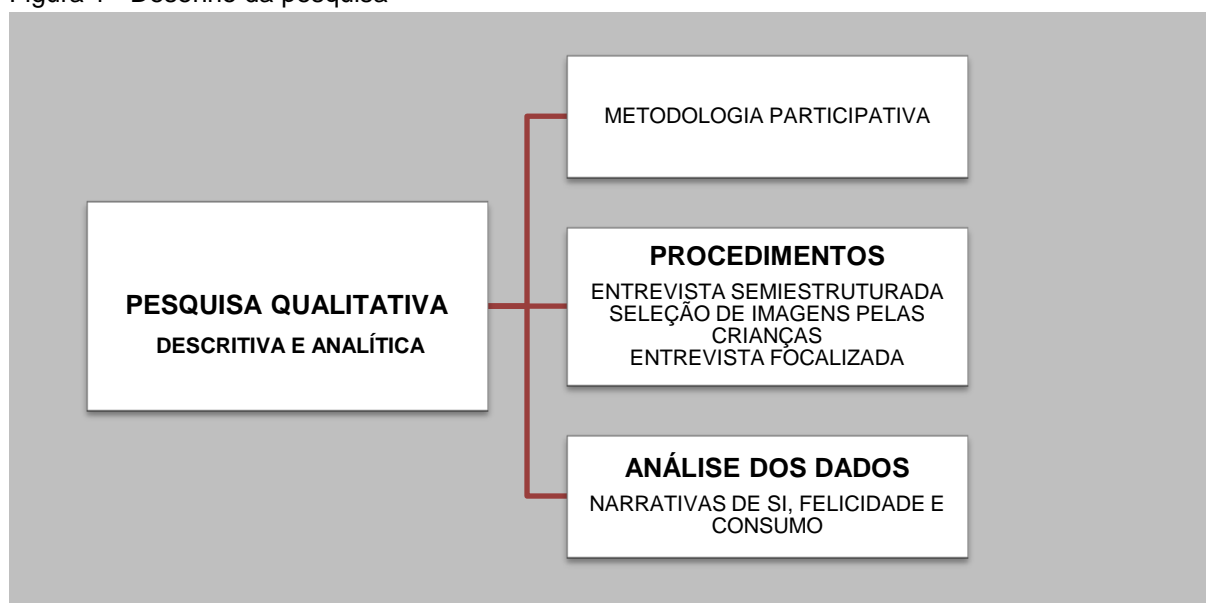 Figura 1 - Desenho da pesquisa
PESQUISA QUALITATIVA
DESCRITIVA E ANALÍTICA
METODOLOGIA PARTICIPATIVA
PROCEDIMENTOS
ENTREVISTA SEMIESTRUTURADA
SELEÇÃO DE IMAGENS PELAS
CRIANÇAS
ENTREVISTA FOCALIZADA
ANÁLISE DOS DADOS
NARRATIVAS DE SI, FELICIDADE E
CONSUMO